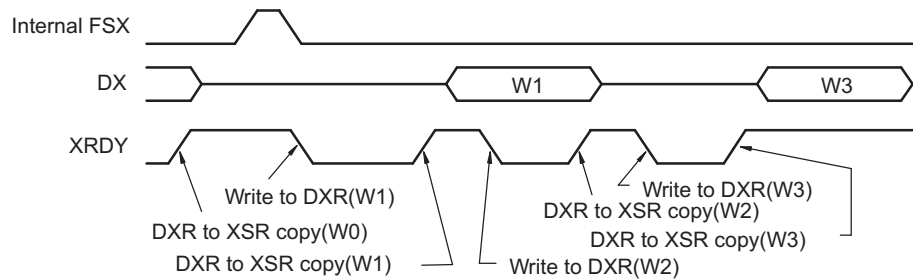 Internal FSX
DX
W1
W3
XRDY
Write to DXR(W1)
Write to DXR(W3)
DXR to XSR copy(W2)
DXR to XSR copy(W0)
DXR to XSR copy(W3)
DXR to XSR copy(W1)
Write to DXR(W2)